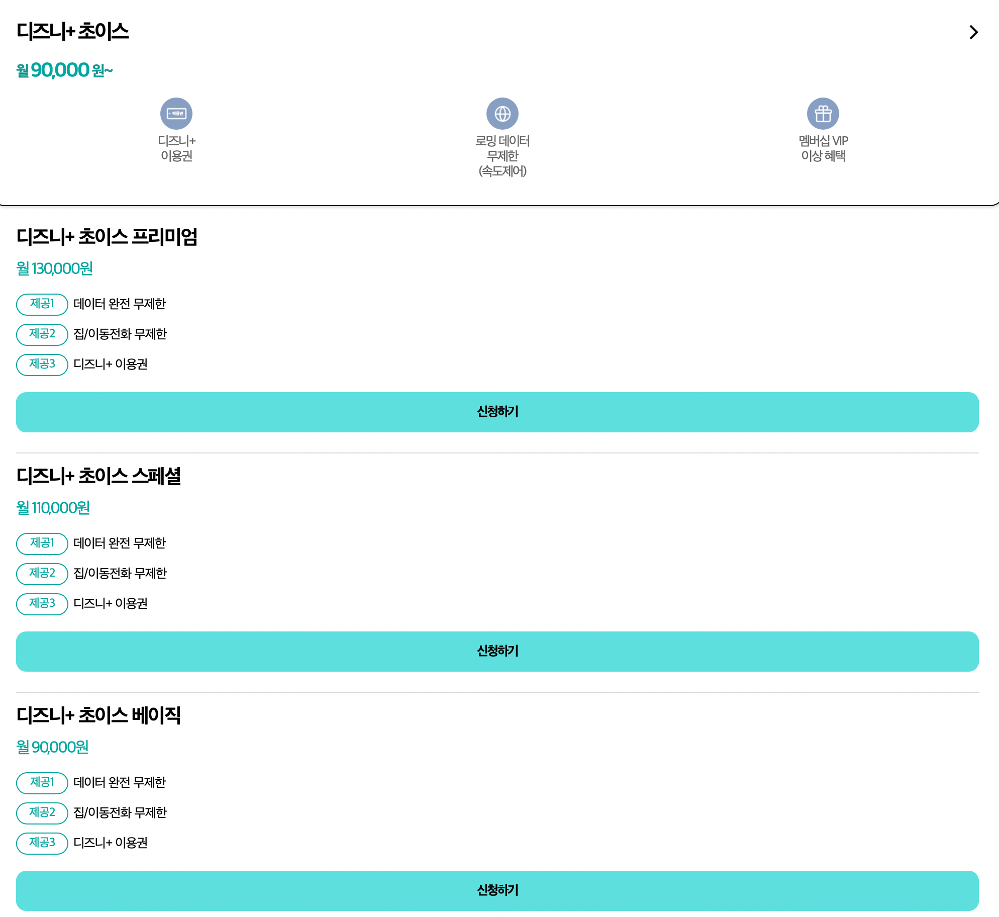 디즈니+ 초이스
월 90,000 원~
이용권
디즈니+
이용권
로밍 데이터
무제한
(속도제어)
멤버십 VIP
이상 혜택
디즈니+ 초이스 프리미엄
월 130,000원
제공1 데이터 완전 무제한
제공2 집/이동전화 무제한
제공3 디즈니+ 이용권
신청하기
디즈니+ 초이스 스페셜
월 110,000원
제공1 데이터 완전 무제한
제공2 집/이동전화 무제한
제공3 디즈니+ 이용권
신청하기
디즈니+ 초이스 베이직
월 90,000원
제공1 데이터 완전 무제한
제공2 집/이동전화 무제한
제공3 디즈니+ 이용권
신청하기